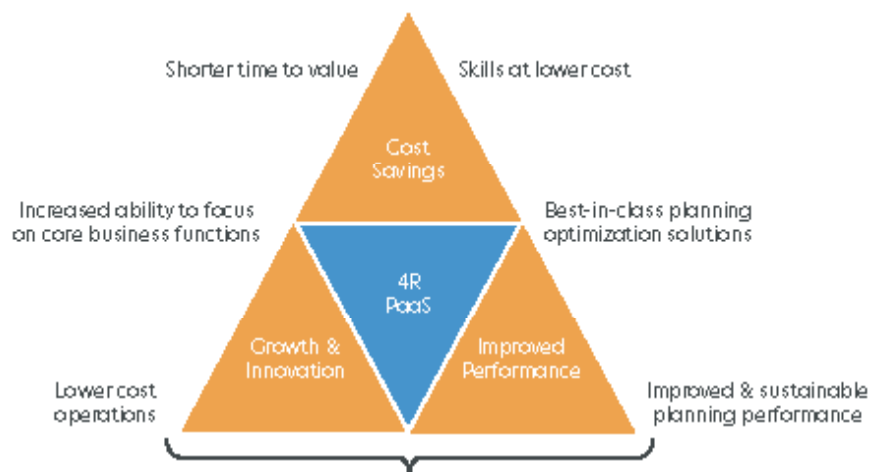 Shorter time to value
Skills at lower cost
Cost
Savings
Increased ability to focus
on core business functions
Best-in-class planning
optimization solutions
4R
PaaS
Growth &
Innovation
Improved
Performance
Lower cost
operations
Improved & sustainable
planning performance